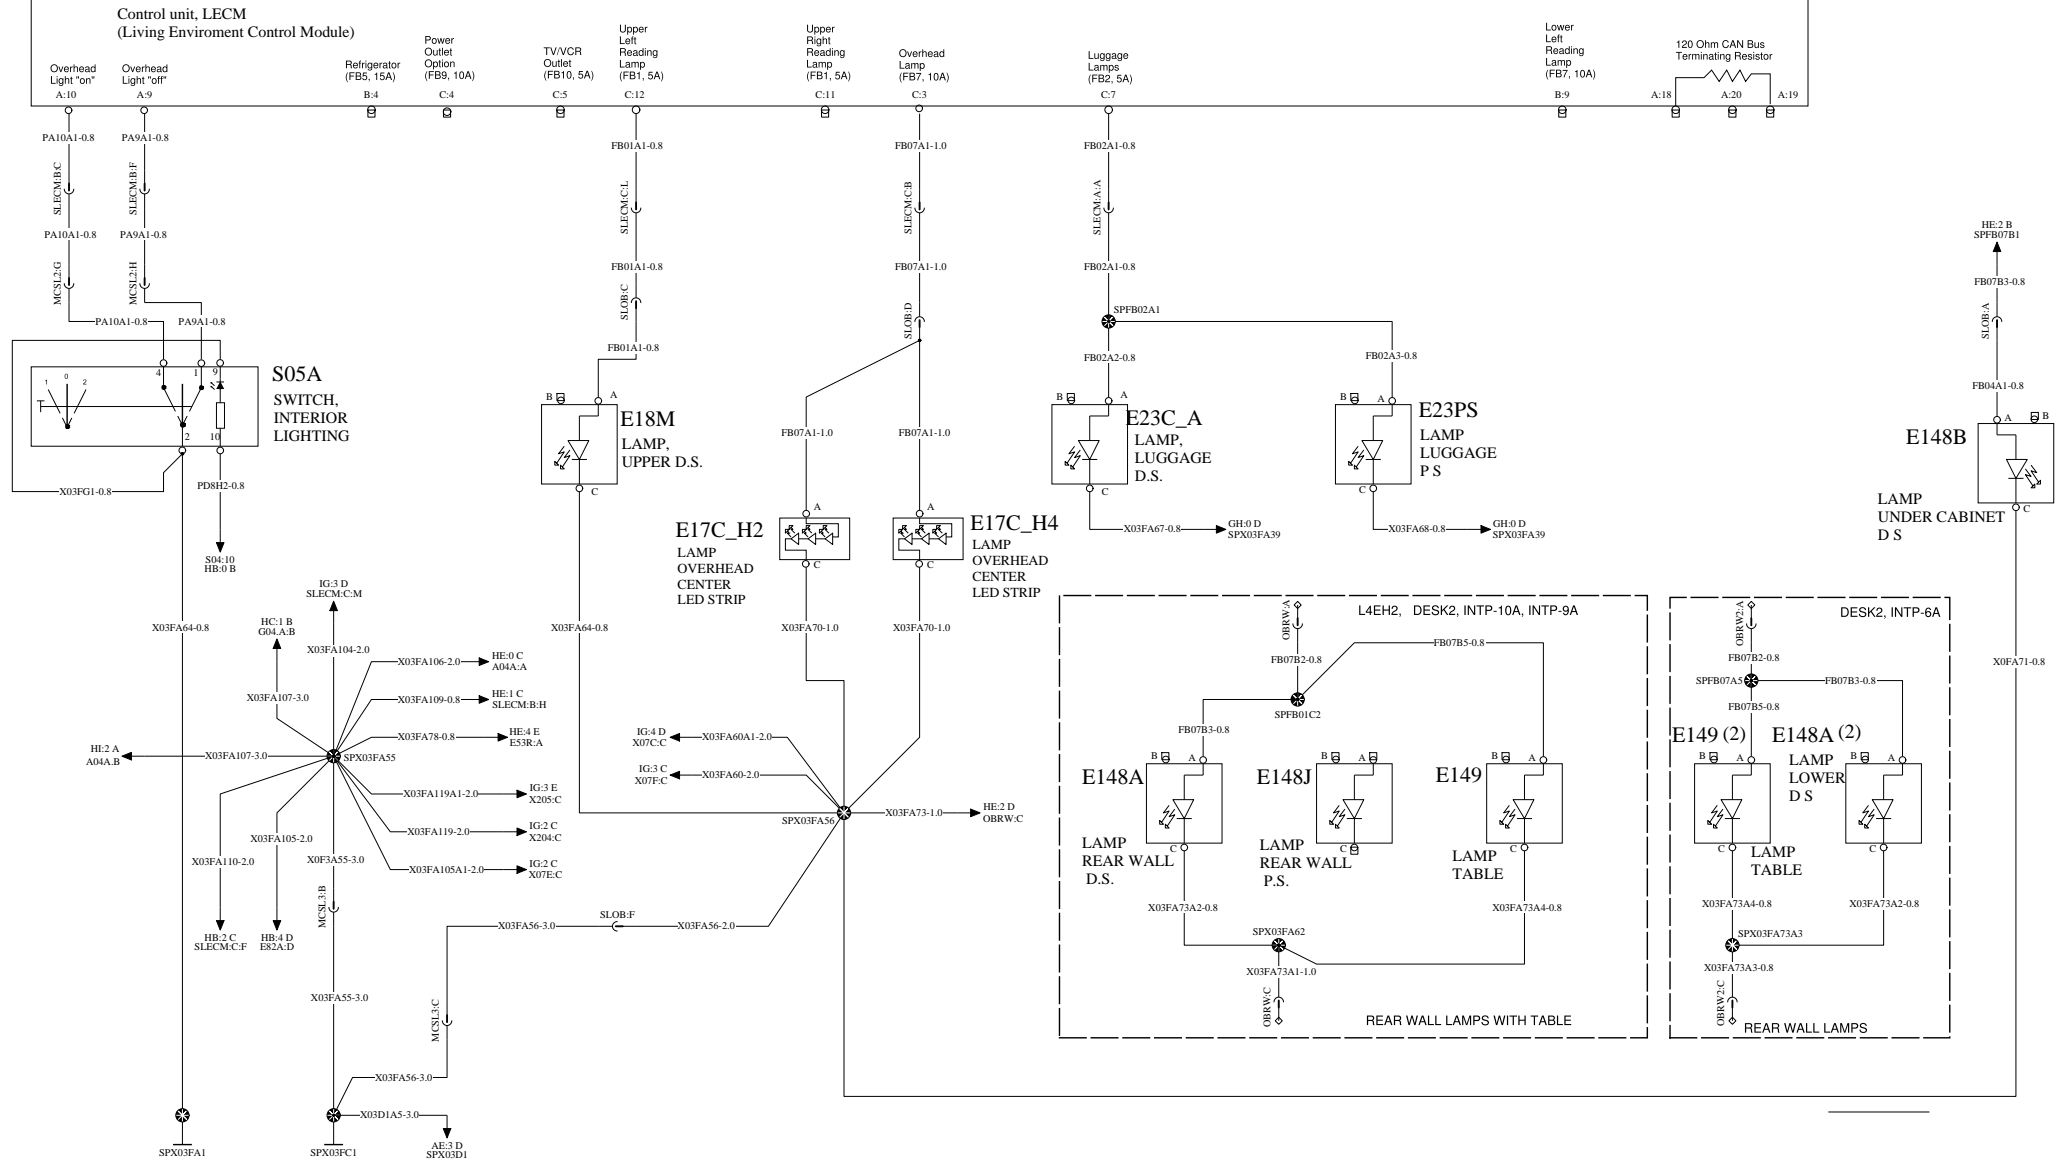 Control unit, LECM
(Living Enviroment Control Module)
Overhead
Light "on"
A:10
Overhead
Light "off"
A:9
Refrigerator
(FB5, 15A)
B:4
Power
Outlet
Option
(FB9, 10A)
C:4
TV/VCR
Outlet
(FB10, 5A)
C:5
Upper
Left
Reading
Lamp
(FB1, 5A)
C:12
Upper
Right
Reading
Lamp
(FB1, 5A)
C:11
Overhead
Lamp
(FB7, 10A)
C:3
Luggage
Lamps
(FB2, 5A)
C:7
Lower
Left
Reading
Lamp
(FB7, 10A)
B:9
120 Ohm CAN Bus
Terminating Resistor
A:18
A:20
A:19
PA10A1-0.8
PA9A1-0.8
FB01A1-0.8
FB07A1-1.0
FB02A1-0.8
SLECM:B:C
SLECM:B:F
SLECM:C:L
SLECM:C:B
SLECM:A:A
PA10A1-0.8
PA9A1-0.8
FB01A1-0.8
FB07A1-1.0
FB02A1-0.8
HE:2 B
SPFB07B1
FB07B3-0.8
MCSL2:G
MCSL2:H
SLOB:C
SLOB:D
SLOB:A
PA10A1-0.8
PA9A1-0.8
SPFB02A1
FB01A1-0.8
FB02A2-0.8
FB02A3-0.8
FB04A1-0.8
4
1
9
1
0
2
2
10
S05A
SWITCH,
INTERIOR
LIGHTING
B
A
C
E18M
LAMP,
UPPER D.S.
FB07A1-1.0
FB07A1-1.0
B
A
C
E23C_A
LAMP,
LUGGAGE
D.S.
B
A
C
E23PS
LAMP
LUGGAGE
P S
A
B
C
E148B
LAMP
UNDER CABINET
D S
X03FG1-0.8
PD8H2-0.8
S04:10
HB:0 B
A
C
E17C_H2
LAMP
OVERHEAD
CENTER
LED STRIP
A
C
E17C_H4
LAMP
OVERHEAD
CENTER
LED STRIP
X03FA67-0.8
GH:0 D
SPX03FA39
X03FA68-0.8
GH:0 D
SPX03FA39
X03FA64-0.8
X03FA64-0.8
X03FA70-1.0
X03FA70-1.0
X0FA71-0.8
IG:3 D
SLECM:C:M
HC:1 B
G04.A:B
X03FA104-2.0
X03FA106-2.0
HE:0 C
A04A:A
X03FA107-3.0
X03FA109-0.8
HE:1 C
SLECM:B:H
X03FA78-0.8
HE:4 E
E53R:A
HI:2 A
A04A.B
X03FA107-3.0
SPX03FA55
X03FA119A1-2.0
IG:3 E
X205:C
X03FA119-2.0
IG:2 C
X204:C
X03FA105A1-2.0
IG:2 C
X07E:C
X03FA105-2.0
X03FA110-2.0
X0F3A55-3.0
HB:2 C
SLECM:C:F
HB:4 D
E82A:D
MCSL3:B
X03FA55-3.0
IG:4 D
X07C:C
X03FA60A1-2.0
IG:3 C
X07F:C
X03FA60-2.0
SPX03FA56
X03FA73-1.0
HE:2 D
OBRW:C
X03FA56-3.0
SLOB:F
X03FA56-2.0
MCSL3:C
X03FA56-3.0
X03D1A5-3.0
AE:3 D
SPX03D1
SPX03FA1
SPX03FC1
L4EH2, DESK2, INTP-10A, INTP-9A
OBRW:A
FB07B2-0.8
FB07B5-0.8
SPFB01C2
FB07B3-0.8
B
A
C
E148A
LAMP
REAR WALL
D.S.
B
A
C
E148J
LAMP
REAR WALL
P.S.
B
A
C
E149
LAMP
TABLE
X03FA73A2-0.8
X03FA73A4-0.8
SPX03FA62
X03FA73A1-1.0
OBRW:C
REAR WALL LAMPS WITH TABLE
DESK2, INTP-6A
OBRW2:A
FB07B2-0.8
SPFB07A5
FB07B3-0.8
FB07B5-0.8
E149 (2)
E148A (2)
B
A
C
LAMP
TABLE
LAMP
LOWER
D S
B
A
C
X03FA73A4-0.8
X03FA73A2-0.8
SPX03FA73A3
X03FA73A3-0.8
OBRW2:C
REAR WALL LAMPS